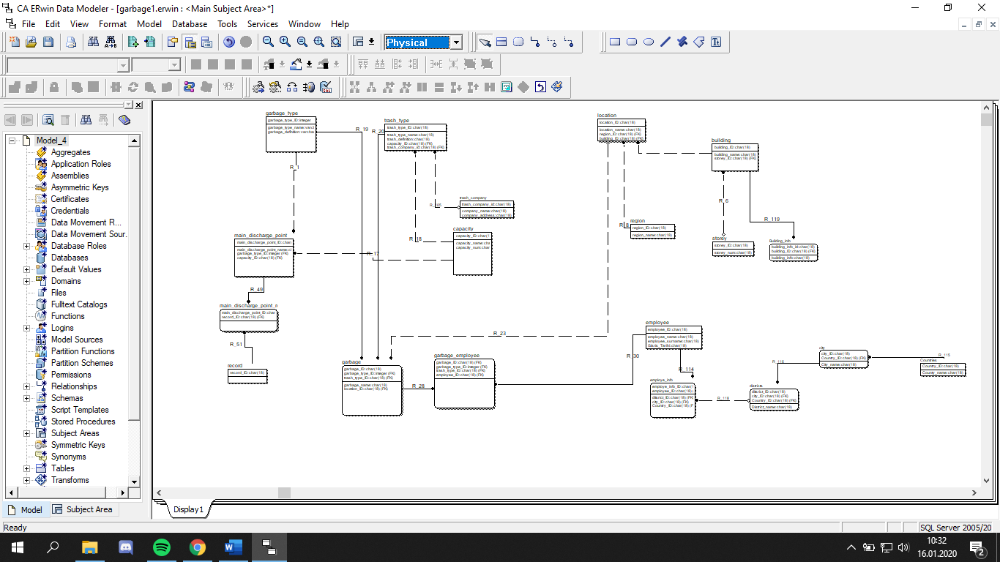 CA ERwin Data Modeler - [garbage1.erwin : <Main Subject Area>*]
File Edit View Format Model Database Tools Services Window Help
Physical
Model_4
Aggregates
Application Roles
Assemblies
Asymmetric Keys
Certificates
Credentials
Data Movement R...
Data Movement Sour.
Database Roles
Databases
Default Values
Domains
Files
Fulltext Catalogs
Functions
Logins
Model Sources
Partition Functions
Partition Schemes
Permissions
Relationships
Schemas
Script Templates
Stored Procedures
Subject Areas
Symmetric Keys
Synonyms
Tables
Transforms
Model
Subject Area
garbage_type
garbage_type_ID: integer
garbage_type_name: varcl
garbage_definition: varchar
R_19
R_20
trash_type
trash_type_ID: char(18)
trash_type_name: char(18)
trash_definition: char(18)
capacity_ID: char(18) (FK)
trash_company_id: char(18) (FK)
location
location_ID: char(18)
location_name: char(18)
region_ID: char(18) (FK)
building_ID: char(18) (FK)
building
building_ID: char(18)
building_name: char(18)
storey_ID: char(18) (FK)
R_1
R_6
R_119
trash_company
trash_company_id: char(18)
company_name: char(18)
company_address: char(18)
R_105
R_18
capacity
capacity_ID: char(1
capacity_name: cha
capacity_num: char
R_8
region
region_ID: char(18)
region_name: char(18)
storey
storey_ID: char(18)
storey_num: char(18)
Building_info
building_info_id: char(18)
building_ID: char(18) (FK)
building_info: char(18)
main_discharge_point
main_discharge_point_ID: char
main_discharge_point_name: cl
garbage_type_ID: integer (FK)
capacity_ID: char(18) (FK)
R_17
R_49
main_discharge_point_r
main_discharge_point_ID: char
record_ID: char(18) (FK)
R_51
record
record_ID: char(18)
R_23
garbage
garbage_ID: char(18)
garbage_type_ID: integer (FK)
trash_type_ID: char(18) (FK)
garbage_name: char(18)
location_ID: char(18) (FK)
R_28
garbage_employee
garbage_ID: char(18) (FK)
garbage_type_ID: integer (FK)
trash_type_ID: char(18) (FK)
employee_ID: char(18) (FK)
R_30
employee
employee_ID: char(18)
employee_name: char(18)
employee_surname: char(18)
R_114
employe_info
employe_info_ID: char(
employee_ID: char(18)
district_ID: char(18) (FK
city_ID: char(18) (FK)
Country_ID: char(18) (F
R_118
districts
district_ID: char(18)
city_ID: char(18) (FK)
Country_ID: char(18) (FK)
District_name: char(18)
R_116
city
city_ID: char(18)
Country_ID: char(18) (FK)
City_name: char(18)
R_115
Countries
Country_ID: char(18)
Country_name: char(18)
Display1
Ready
SQL Server 2005/20
10:32
16.01.2020
2